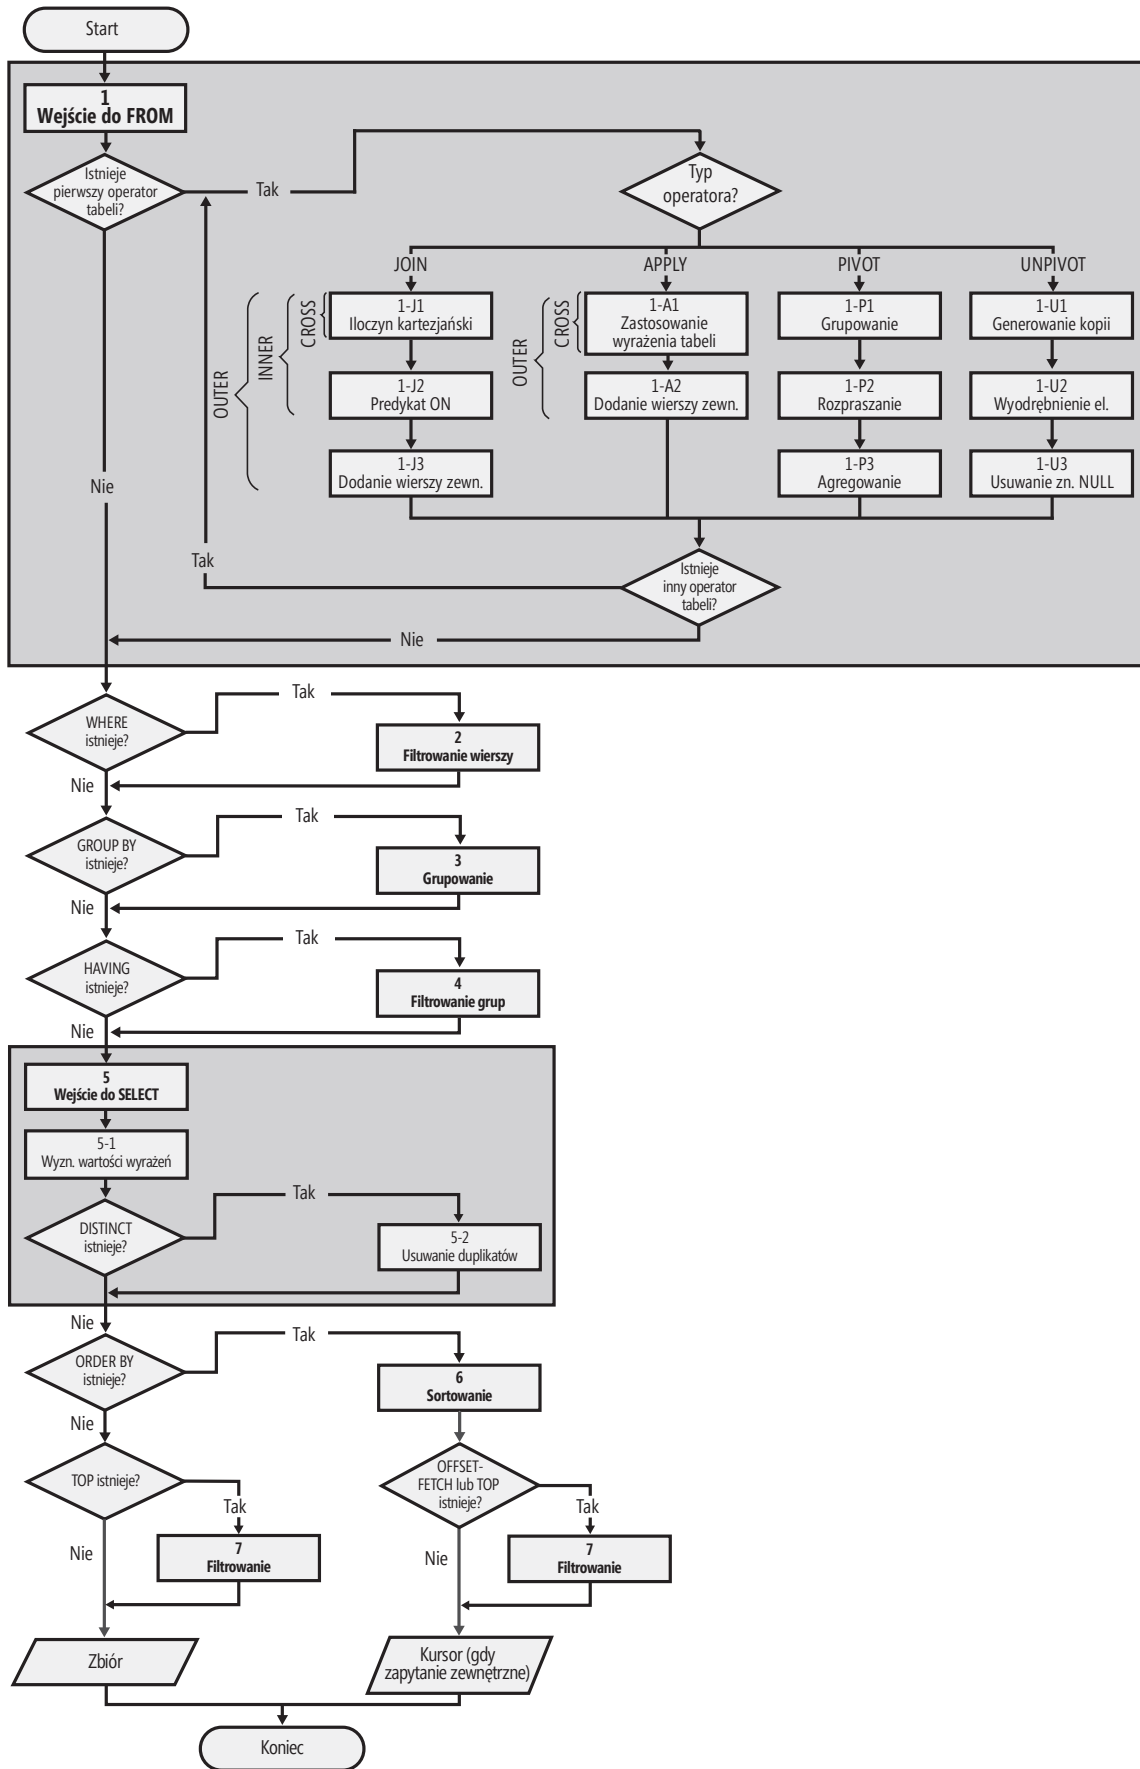 Start
1
Wejście do FROM
Istnieje
pierwszy operator
tabeli?
Tak
Typ
operatora?
JOIN
APPLY
PIVOT
UNPIVOT
OUTER
INNER
CROSS
1-J1
Iloczyn kartezjański
OUTER
CROSS
1-A1
Zastosowanie
wyrażenia tabeli
1-P1
Grupowanie
1-U1
Generowanie kopii
1-J2
Predykat ON
1-A2
Dodanie wierszy zewn.
1-P2
Rozpraszanie
1-U2
Wyodrębnienie el.
1-J3
Dodanie wierszy zewn.
1-P3
Agregowanie
1-U3
Usuwanie zn. NULL
Nie
Tak
Istnieje
inny operator
tabeli?
Nie
WHERE
istnieje?
Tak
2
Filtrowanie wierszy
Nie
GROUP BY
istnieje?
Tak
3
Grupowanie
Nie
HAVING
istnieje?
Tak
4
Filtrowanie grup
Nie
5
Wejście do SELECT
5-1
Wyzn. wartości wyrażeń
DISTINCT
istnieje?
Tak
5-2
Usuwanie duplikatów
Nie
ORDER BY
istnieje?
Tak
6
Sortowanie
Nie
TOP istnieje?
Tak
7
Filtrowanie
Nie
OFFSET-
FETCH lub TOP
istnieje?
Tak
7
Filtrowanie
Nie
Zbiór
Kursor (gdy
zapytanie zewnętrzne)
Koniec